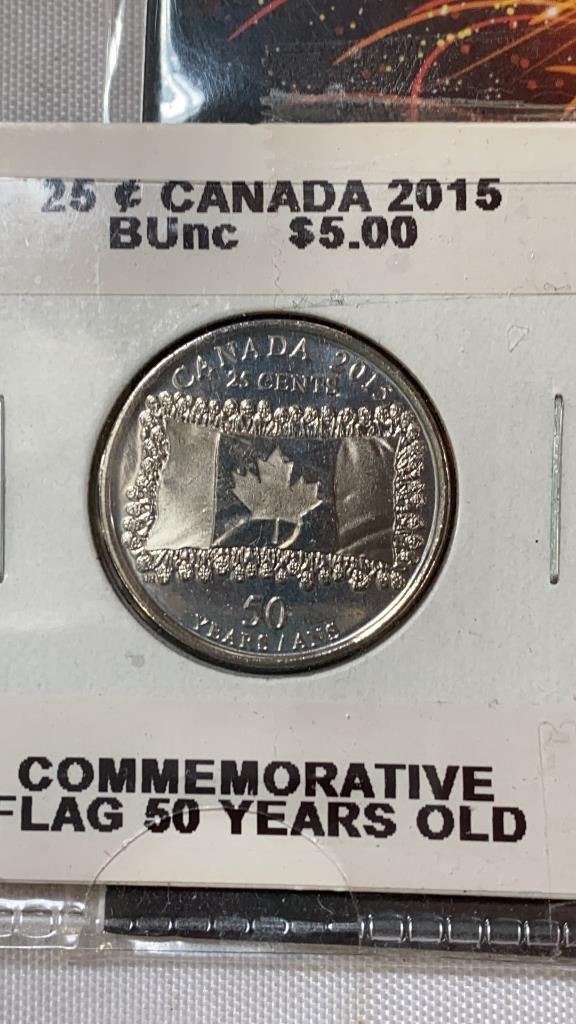 25 ¢ CANADA 2015
BUnc $5.00
CANADA 2015
25 CENTS
50
YEARS / ANS
COMMEMORATIVE
FLAG 50 YEARS OLD